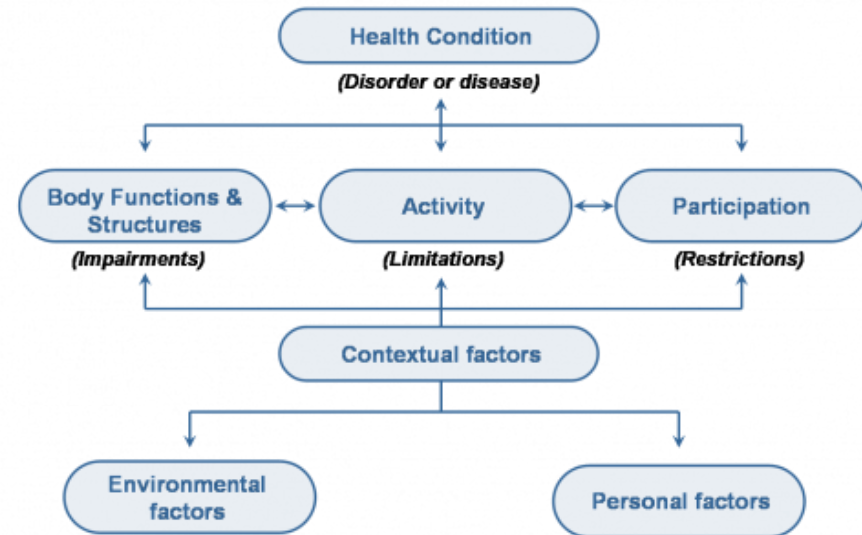 Health Condition
(Disorder or disease)
Body Functions &
Structures
Activity
Participation
(Impairments)
(Limitations)
(Restrictions)
Contextual factors
Environmental
factors
Personal factors